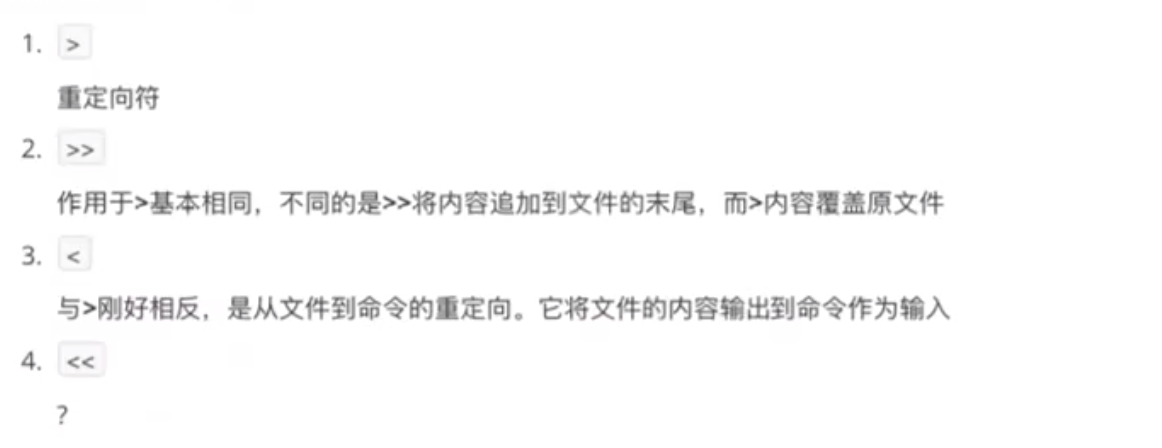 1. >
重定向符
2. >>
作用于>基本相同，不同的是>>将内容追加到文件的末尾，而>内容覆盖原文件
3. <
与>刚好相反，是从文件到命令的重定向。它将文件的内容输出到命令作为输入
4. <<
?